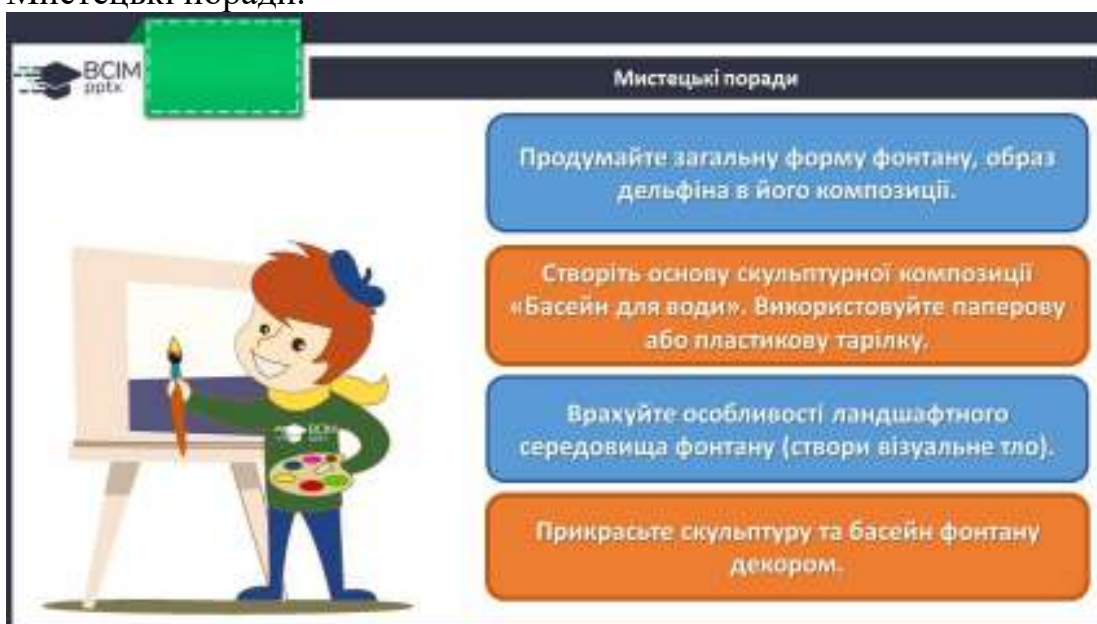 Мистецькі поради.
ВСІМ
pptx
Мистецькі поради
Продумайте загальну форму фонтану, образ
дельфіна в його композиції.
Створіть основу скульптурної композиції
«Басейн для води». Використовуйте паперову
або пластикову тарілку.
Врахуйте особливості ландшафтного
середовища фонтану (створи візуальне тло).
Прикрасьте скульптуру та басейн фонтану
декором.
ВСІМ